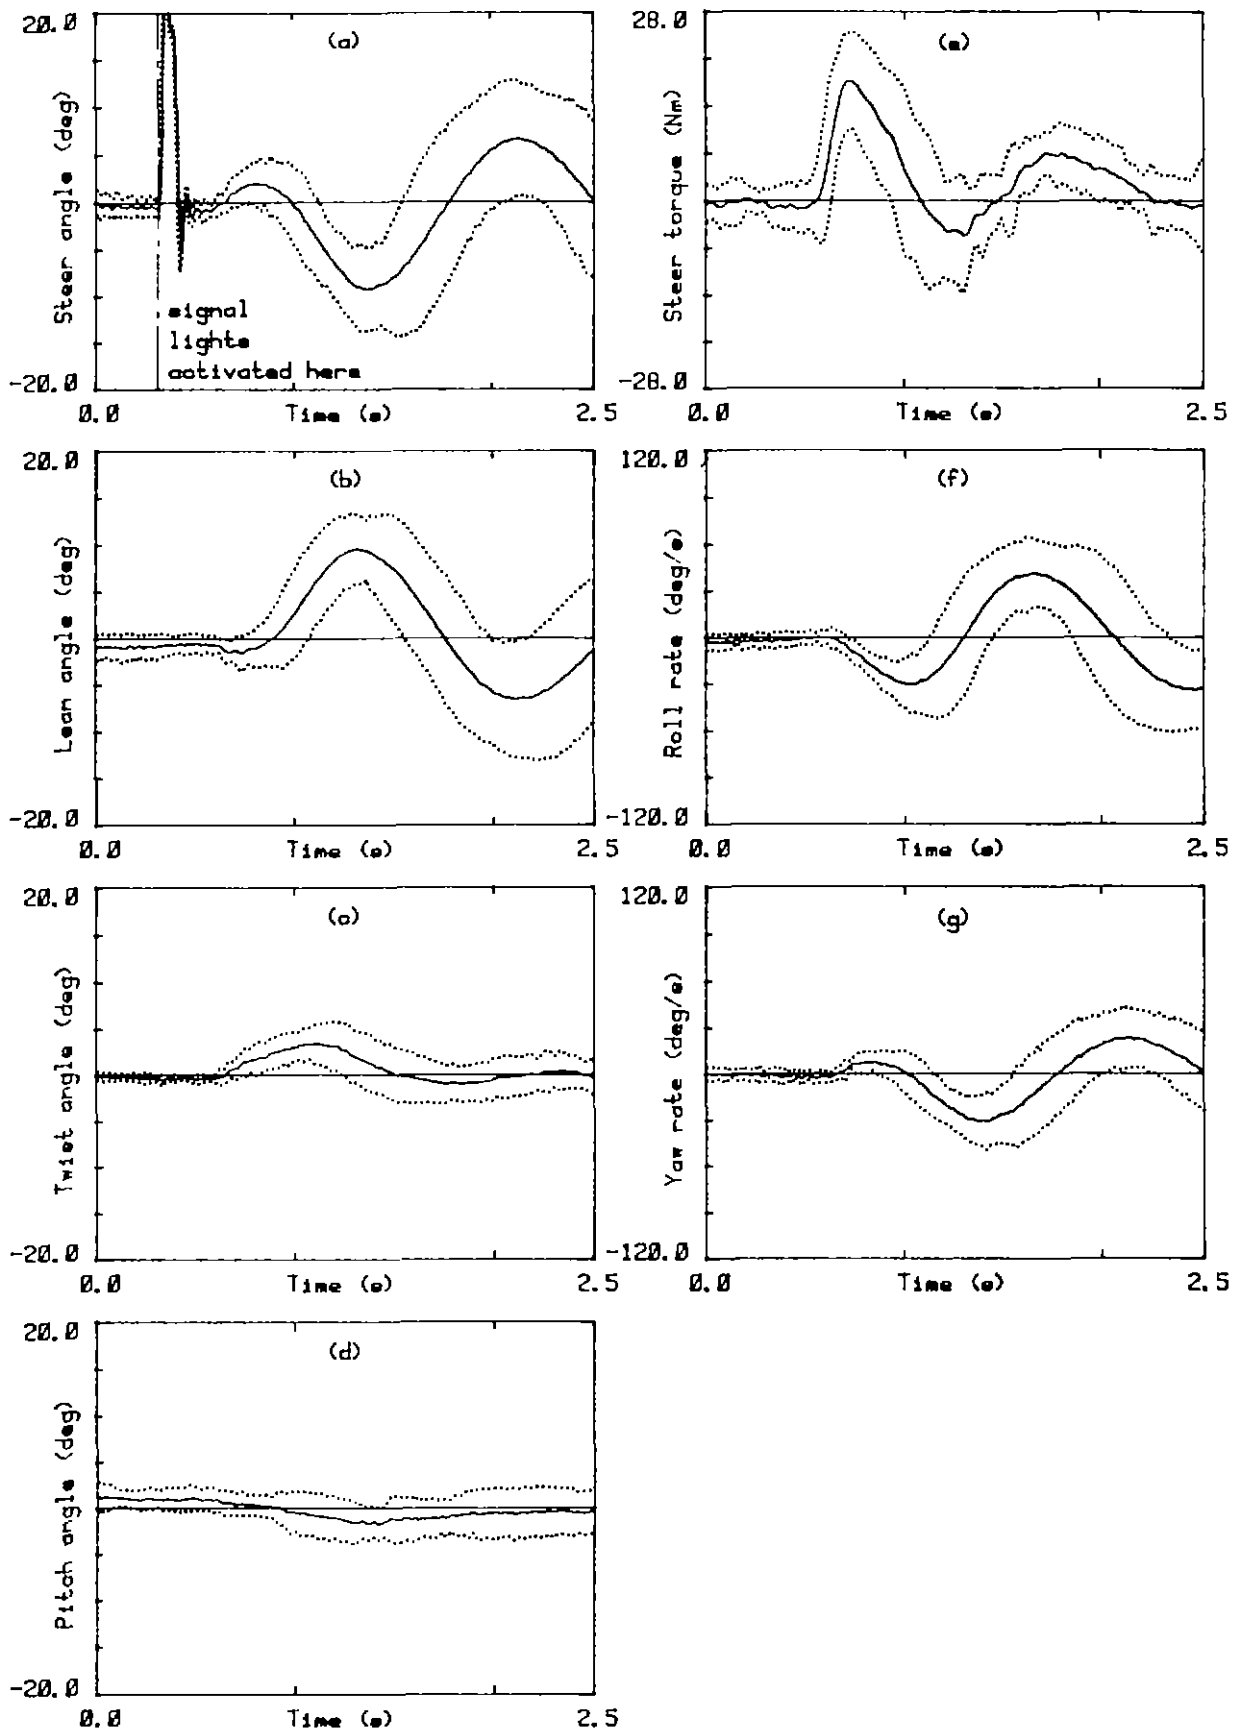 20.0
(a)
Steer angle (deg)
signal
lights
activated here
-20.0
0.0
Time (s)
2.5
28.0
(e)
Steer torque (Nm)
-28.0
0.0
Time (s)
2.5
20.0
(b)
Lean angle (deg)
-20.0
0.0
Time (s)
2.5
120.0
(f)
Roll rate (deg/s)
-120.0
0.0
Time (s)
2.5
20.0
(c)
Twist angle (deg)
-20.0
0.0
Time (s)
2.5
120.0
(g)
Yaw rate (deg/s)
-120.0
0.0
Time (s)
2.5
20.0
(d)
Pitch angle (deg)
-20.0
0.0
Time (s)
2.5